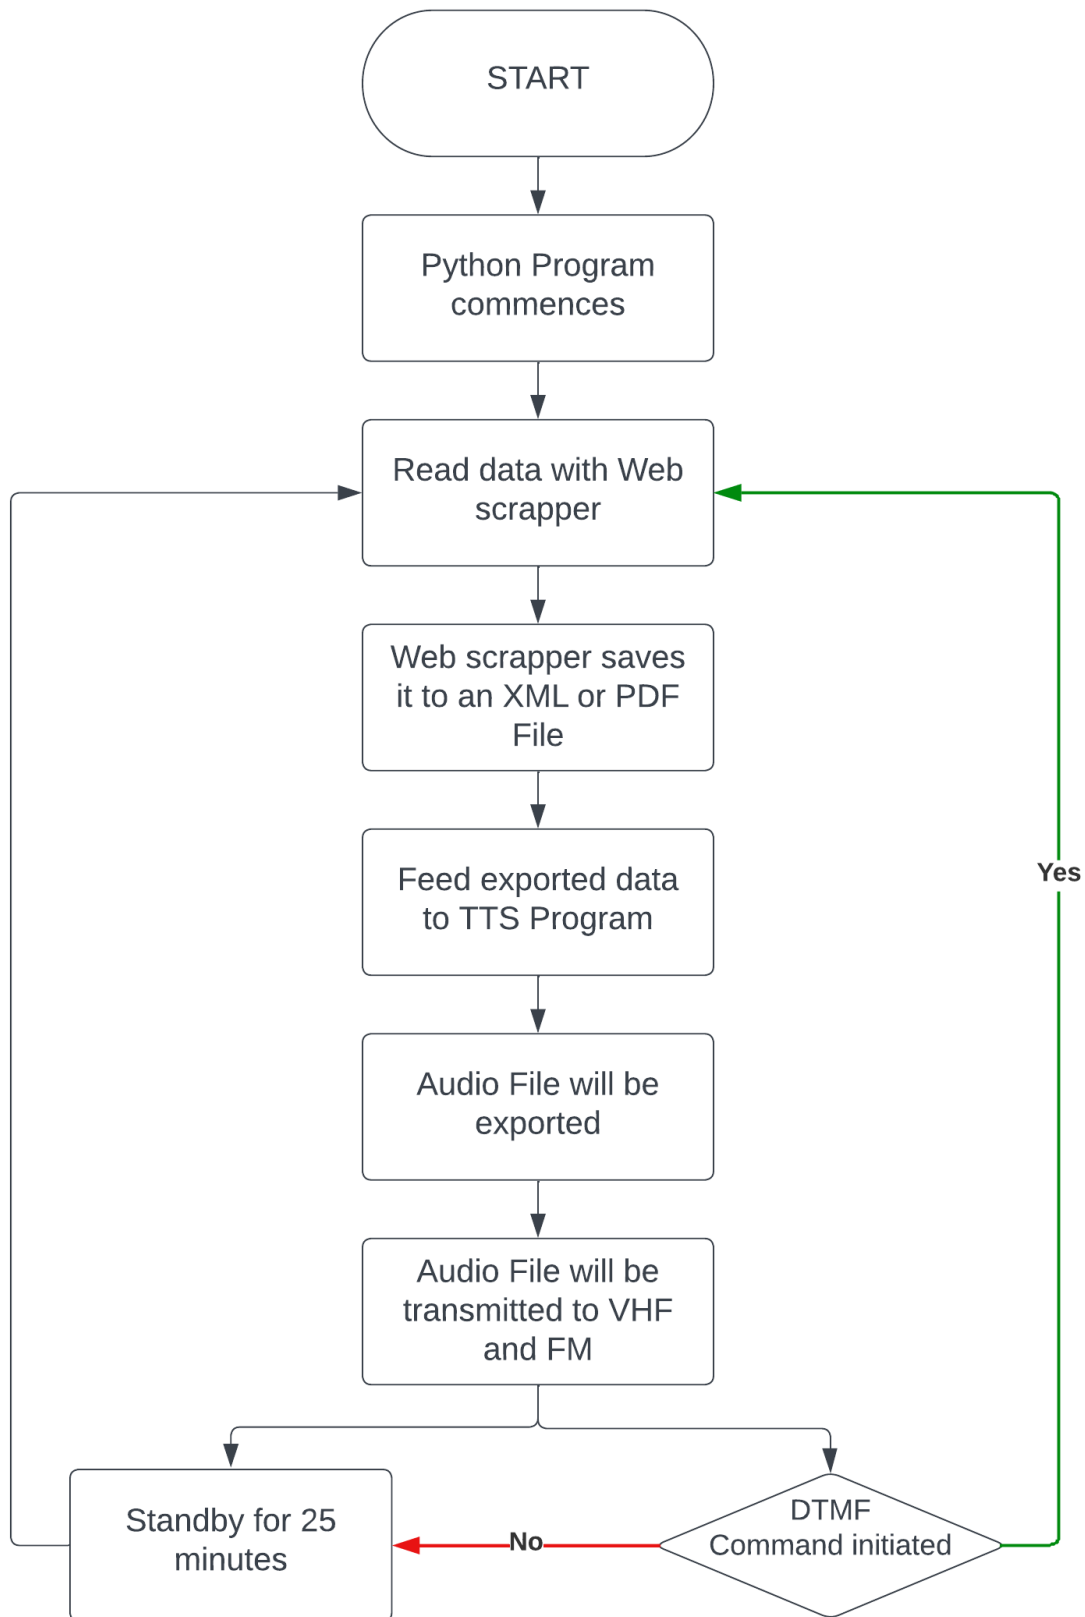 START
Python Program
commences
Read data with Web
scrapper
Web scrapper saves
it to an XML or PDF
File
Feed exported data
to TTS Program
Yes
Audio File will be
exported
Audio File will be
transmitted to VHF
and FM
Standby for 25
minutes
No
DTMF
Command initiated